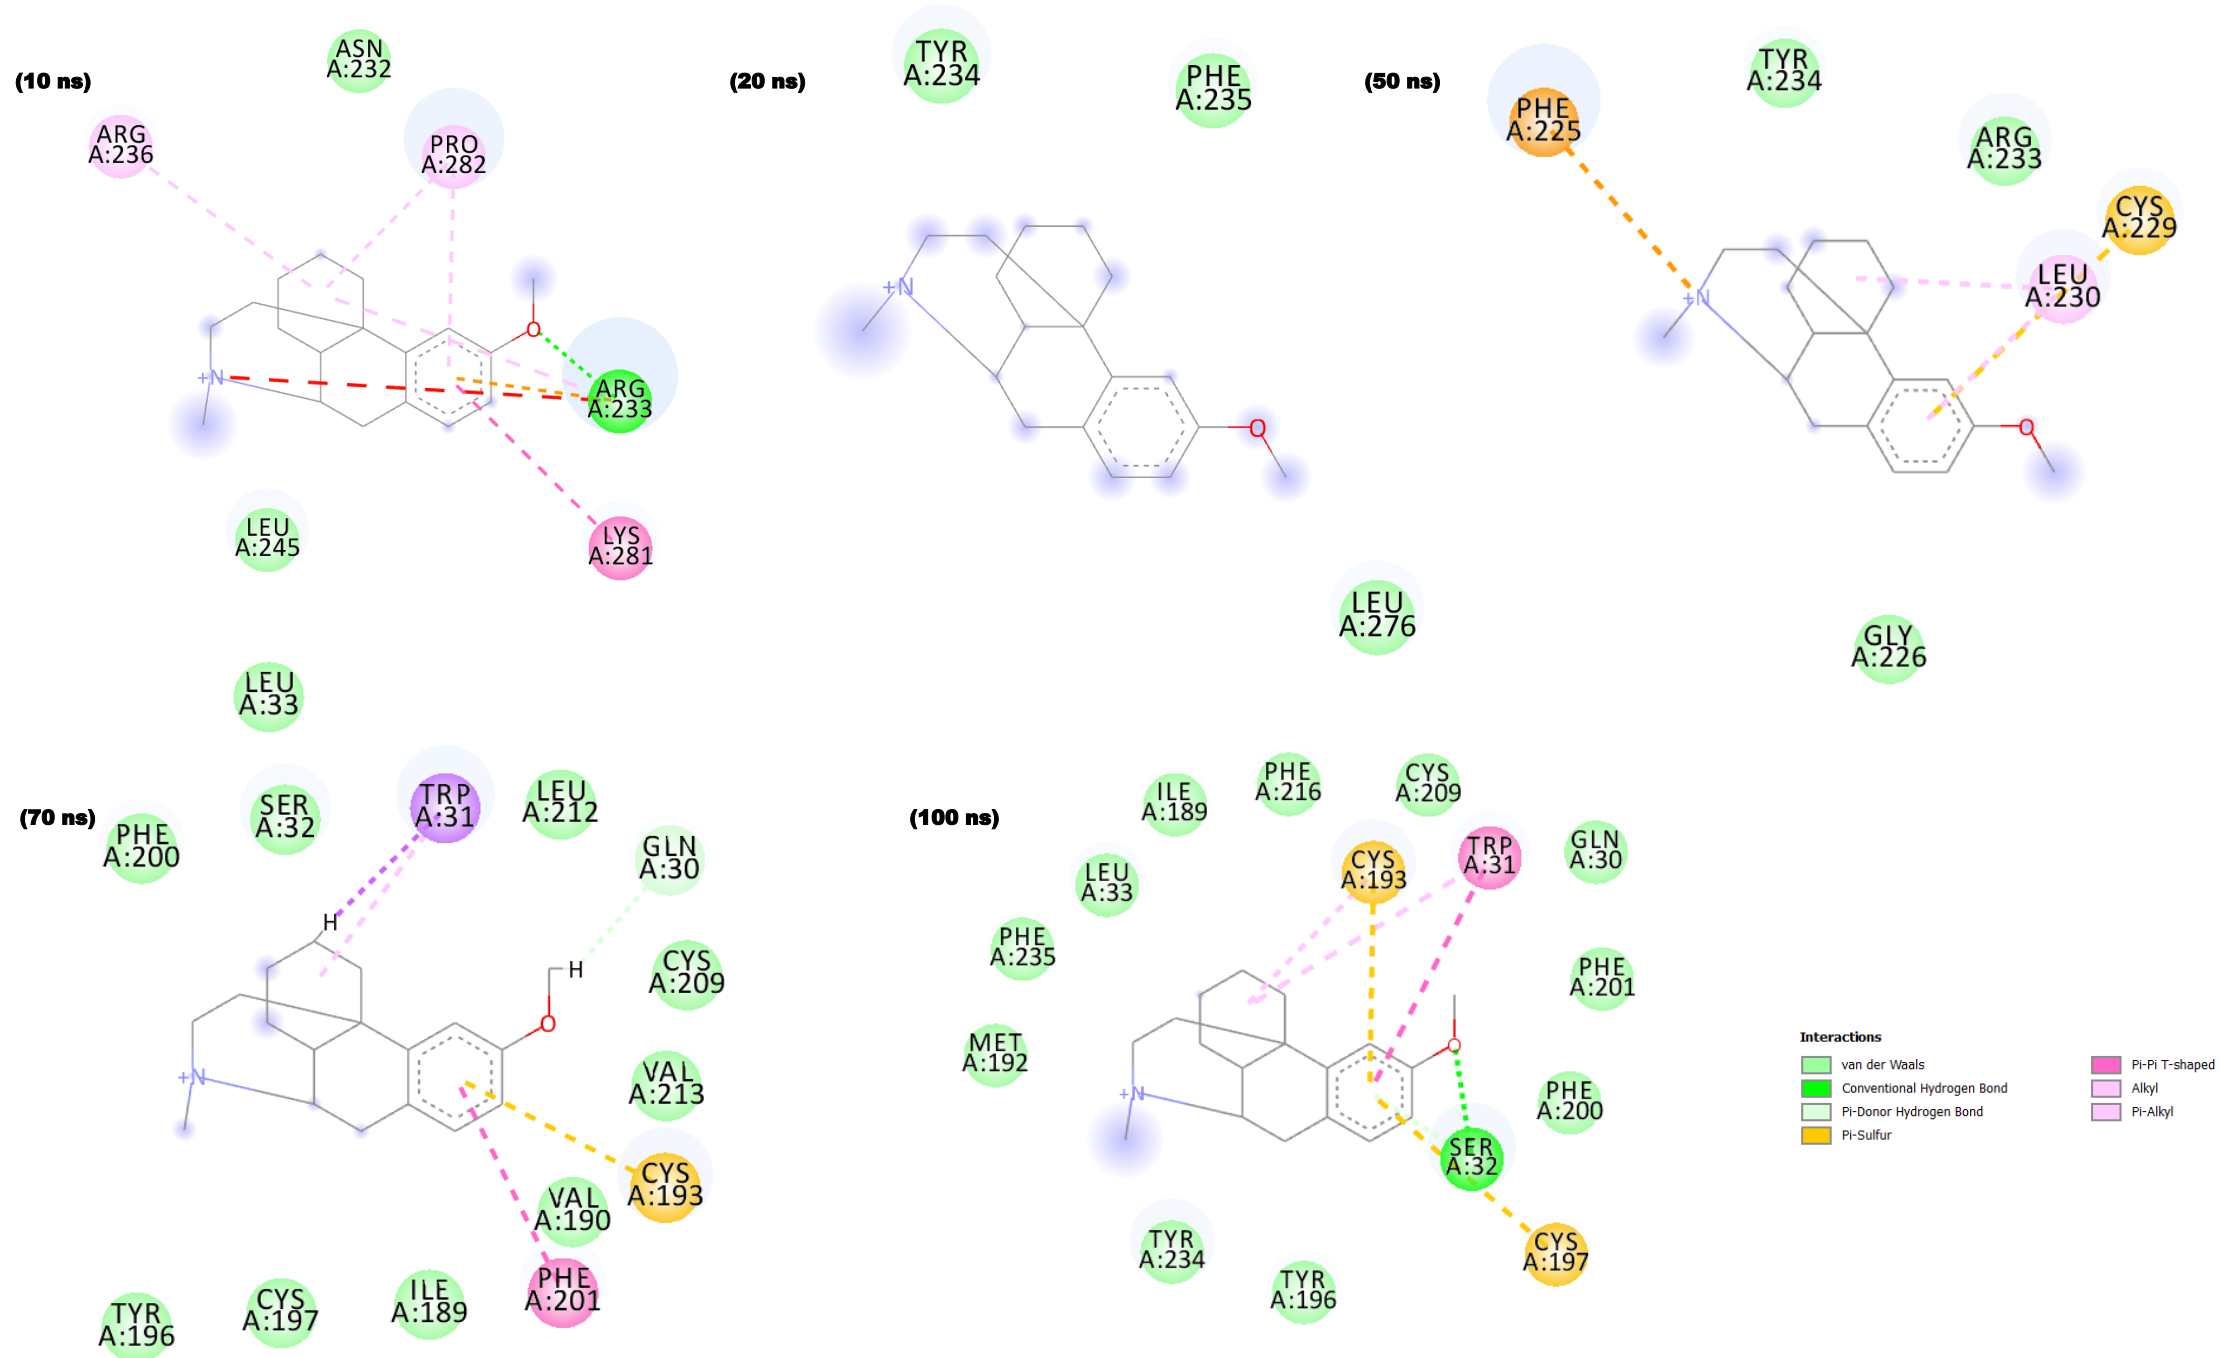 (10 ns)
ASN
A:232
ARG
A:236
PRO
A:282
O
+N
ARG
A:233
LEU
A:245
LYS
A:281
(20 ns)
TYR
A:234
PHE
A:235
+N
O
LEU
A:276
(50 ns)
PHE
A:225
TYR
A:234
ARG
A:233
CYS
A:229
LEU
A:230
+N
O
GLY
A:226
(70 ns)
LEU
A:33
PHE
A:200
SER
A:32
TRP
A:31
LEU
A:212
GLN
A:30
H
H
CYS
A:209
O
+N
VAL
A:213
CYS
A:193
VAL
A:190
PHE
A:201
ILE
A:189
CYS
A:197
TYR
A:196
(100 ns)
ILE
A:189
PHE
A:216
CYS
A:209
LEU
A:33
CYS
A:193
TRP
A:31
GLN
A:30
PHE
A:235
PHE
A:201
MET
A:192
O
+N
PHE
A:200
SER
A:32
TYR
A:234
TYR
A:196
CYS
A:197
Interactions
van der Waals
Conventional Hydrogen Bond
Pi-Donor Hydrogen Bond
Pi-Sulfur
Pi-Pi T-shaped
Alkyl
Pi-Alkyl